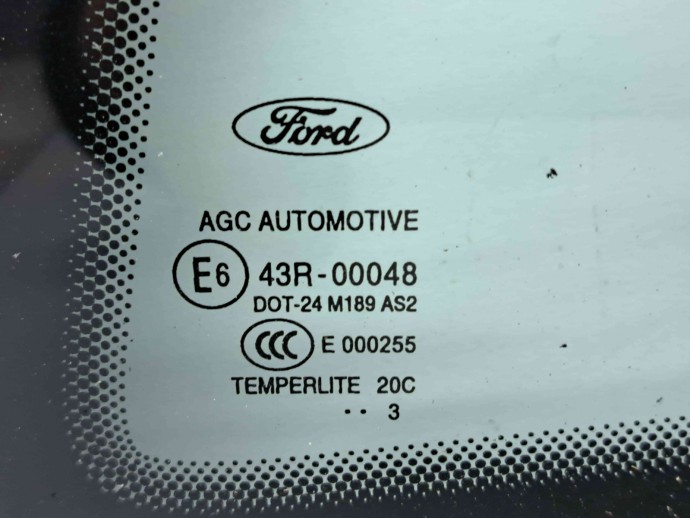 Ford
AGC AUTOMOTIVE
E6 43R-00048
DOT-24 M189 AS2
CCC E 000255
TEMPERLITE 20C
·· 3